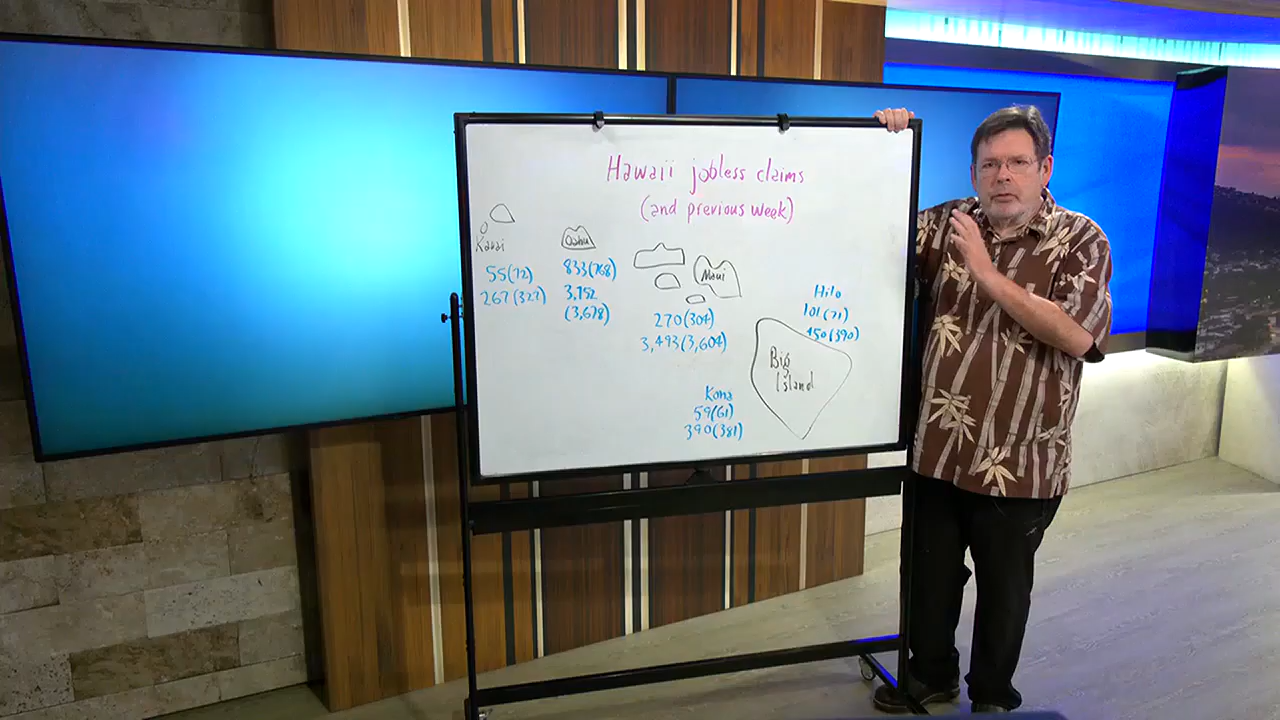 Hawaii jobless claims
(and previous week)
Kauai
55(72)
267(327)
Oahu
833(768)
3,752
(3,678)
Maui
270(304)
3,493(3,604)
Hilo
101(71)
450(390)
Big
Island
Kona
59(61)
390(381)